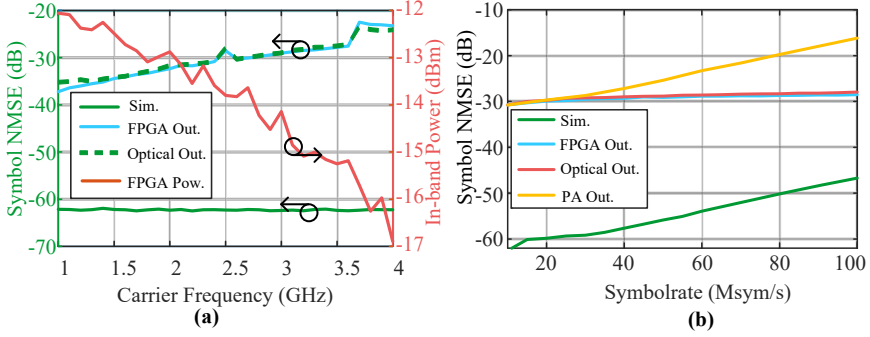 -20
-30
-40
-50
-60
-70
Symbol NMSE (dB)
Sim.
FPGA Out.
Optical Out.
FPGA Pow.
-12
-13
-14
-15
-16
-17
In-band Power (dBm)
1 1.5 2 2.5 3 3.5 4
Carrier Frequency (GHz)
(a)
-10
-20
-30
-40
-50
-60
Symbol NMSE (dB)
Sim.
FPGA Out.
Optical Out.
PA Out.
20 40 60 80 100
Symbolrate (Msym/s)
(b)